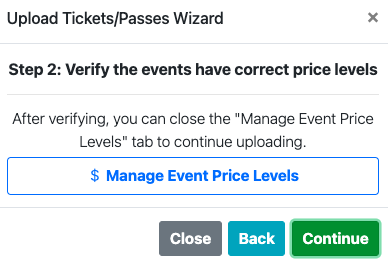 Upload Tickets/Passes Wizard ×
Step 2: Verify the events have correct price levels
After verifying, you can close the "Manage Event Price
Levels" tab to continue uploading.
$ Manage Event Price Levels
Close Back Continue